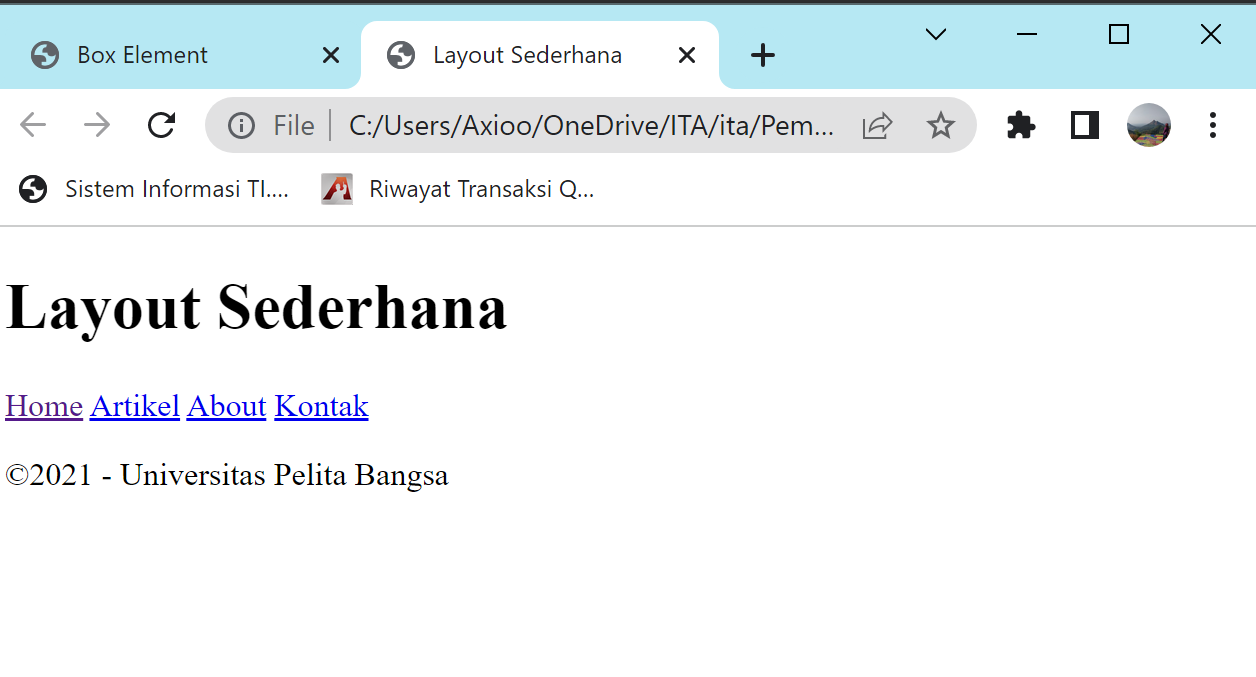 Box Element
Layout Sederhana
File
C:/Users/Axioo/OneDrive/ITA/ita/Pem...
Sistem Informasi TI....
Riwayat Transaksi Q...
Layout Sederhana
Home Artikel About Kontak
©2021 - Universitas Pelita Bangsa